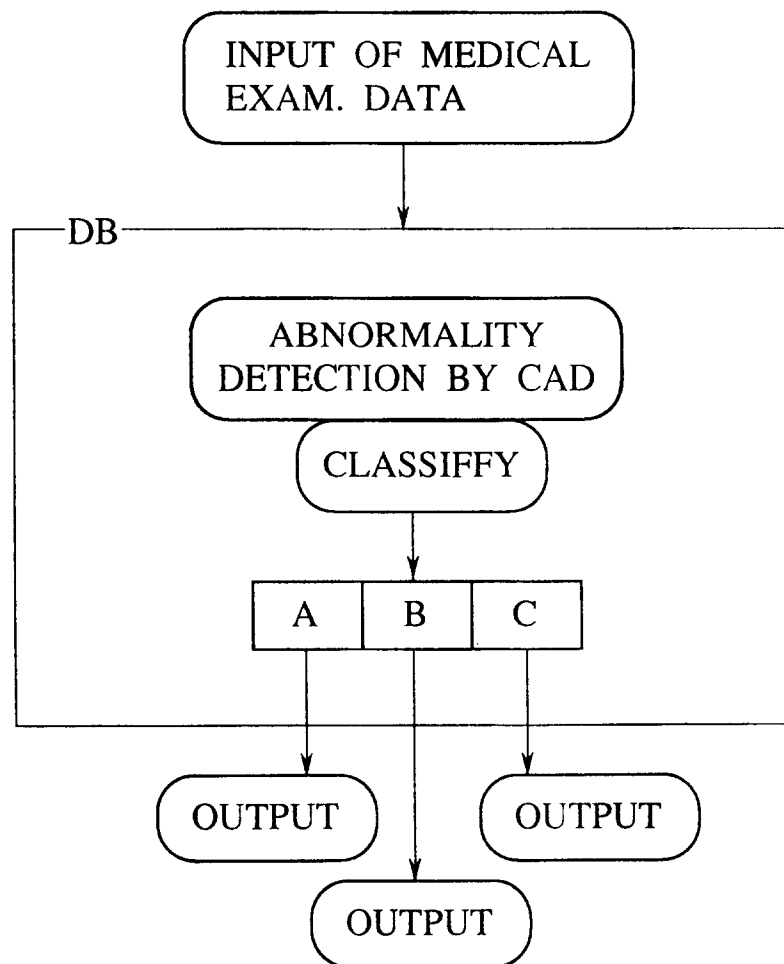 INPUT OF MEDICAL
EXAM. DATA
DB
ABNORMALITY
DETECTION BY CAD
CLASSIFFY
A B C
OUTPUT OUTPUT
OUTPUT